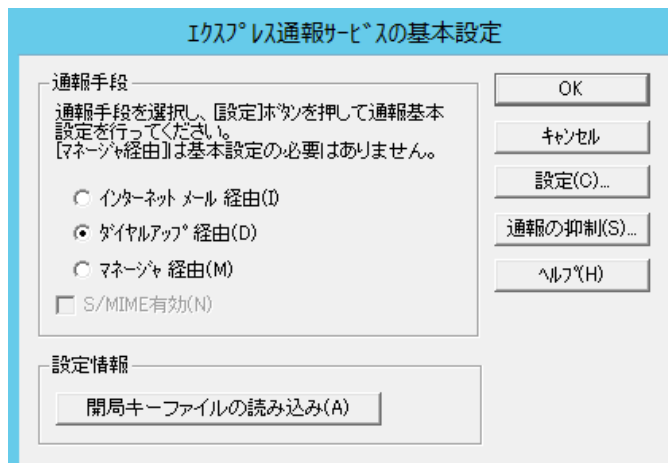 ｴｸｽﾌﾟﾚｽ通報ｻｰﾋﾞｽの基本設定
通報手段
通報手段を選択し、[設定]ﾎﾞﾀﾝを押して通報基本
設定を行ってください。
[ﾏﾈｰｼﾞｬ経由]は基本設定の必要はありません。
ｲﾝﾀｰﾈｯﾄ ﾒｰﾙ 経由(I)
ﾀﾞｲﾔﾙｱｯﾌﾟ 経由(D)
ﾏﾈｰｼﾞｬ 経由(M)
S/MIME有効(N)
OK
ｷｬﾝｾﾙ
設定(C)...
通報の抑制(S)...
ﾍﾙﾌﾟ(H)
設定情報
開局キーファイルの読み込み(A)